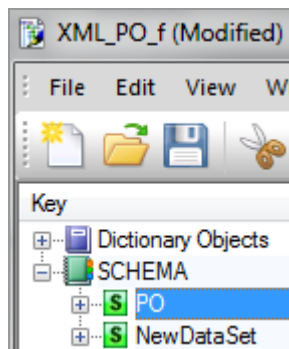 XML_PO_f (Modified)
File Edit View W
Key
Dictionary Objects
SCHEMA
S PO
S NewDataSet